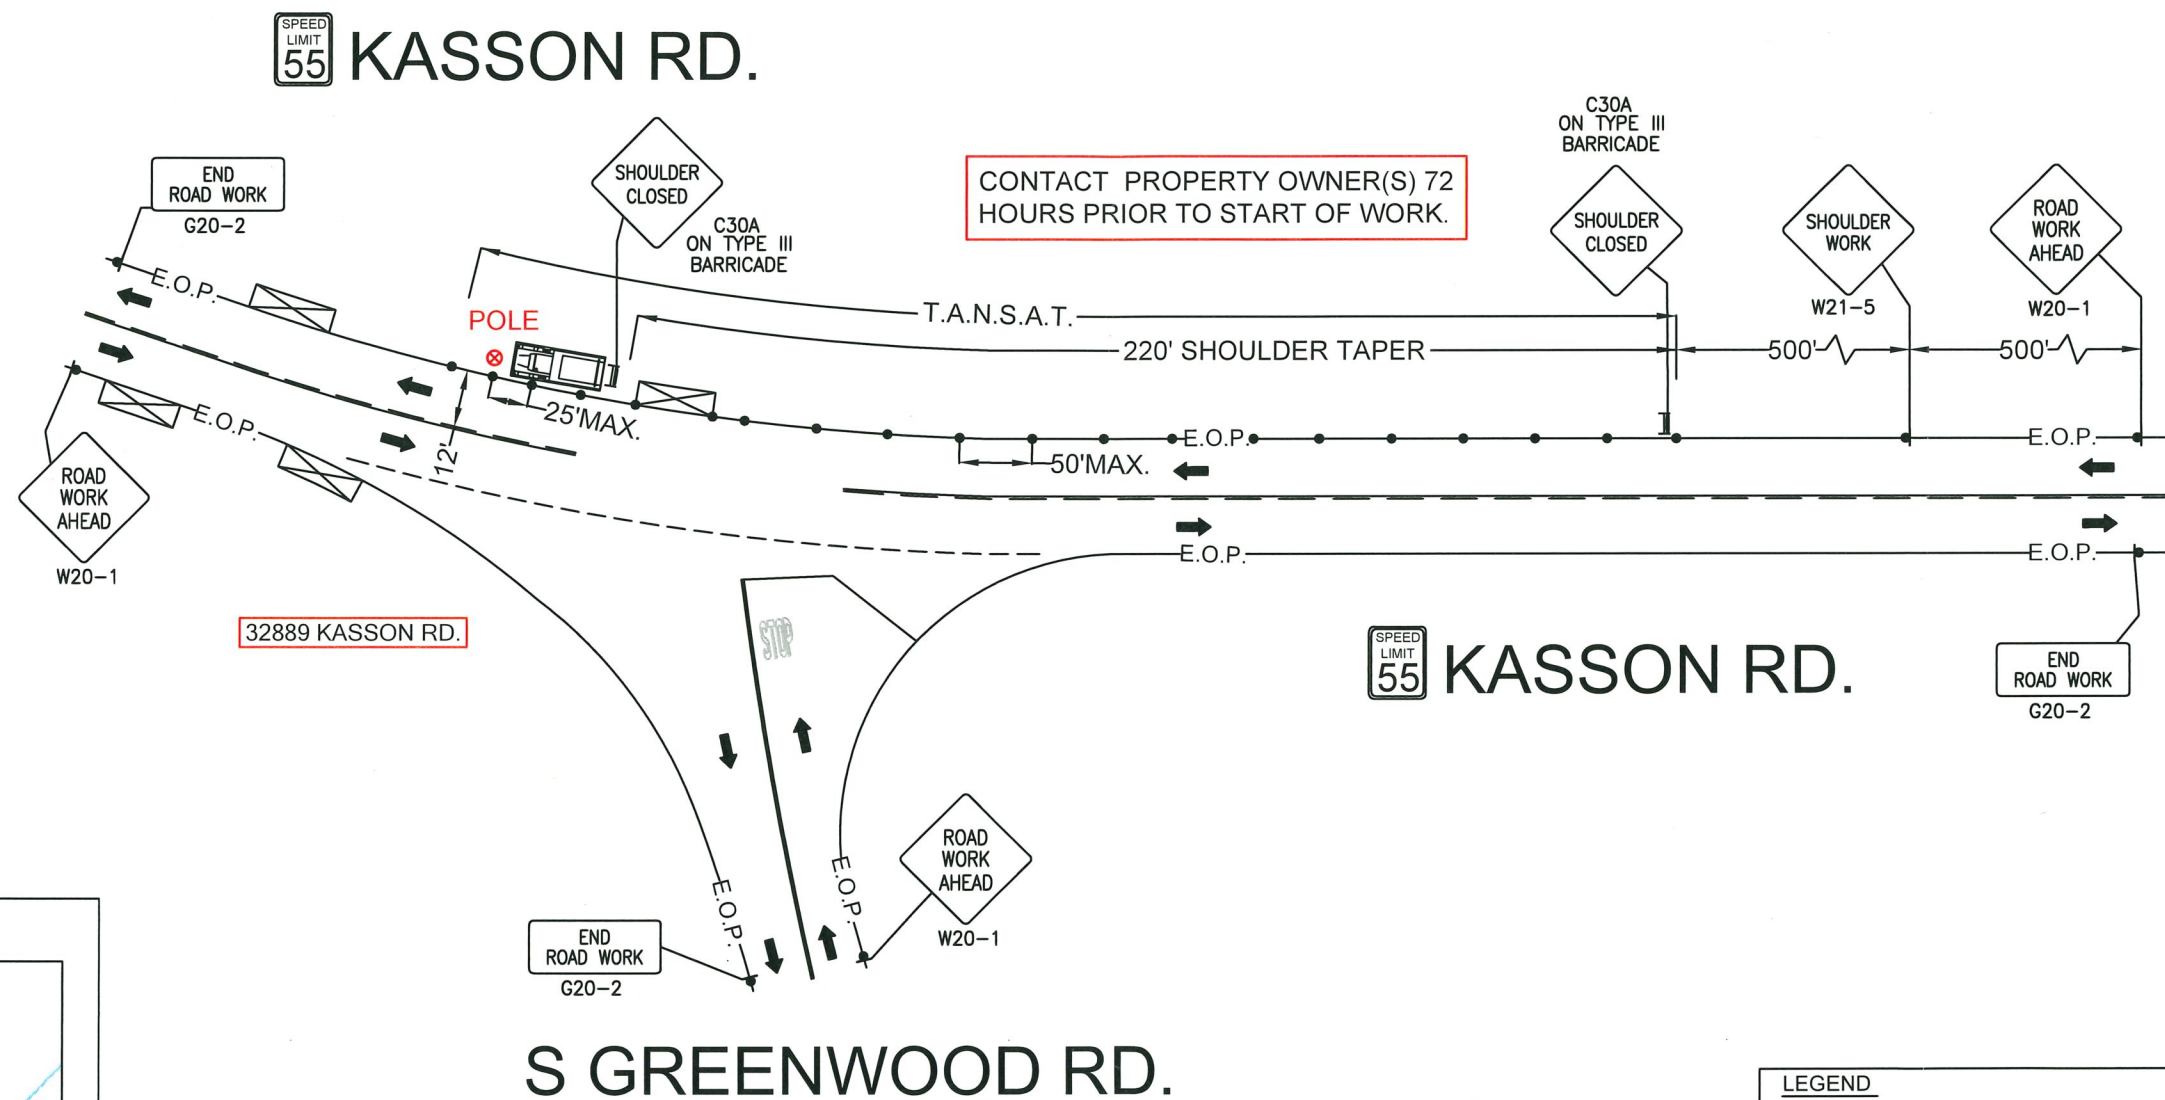 SPEED
LIMIT
55
KASSON RD.
END
ROAD WORK
G20-2
SHOULDER
CLOSED
C30A
ON TYPE III
BARRICADE
CONTACT PROPERTY OWNER(S) 72
HOURS PRIOR TO START OF WORK.
C30A
ON TYPE III
BARRICADE
SHOULDER
CLOSED
SHOULDER
WORK
W21-5
ROAD
WORK
AHEAD
W20-1
E.O.P.
POLE
T.A.N.S.A.T.
220' SHOULDER TAPER
500'
500'
25'MAX.
12'
E.O.P.
E.O.P.
E.O.P.
50'MAX.
ROAD
WORK
AHEAD
W20-1
E.O.P.
E.O.P.
32889 KASSON RD.
STOP
SPEED
LIMIT
55
KASSON RD.
END
ROAD WORK
G20-2
E.O.P.
E.O.P.
ROAD
WORK
AHEAD
W20-1
END
ROAD WORK
G20-2
S GREENWOOD RD.
LEGEND